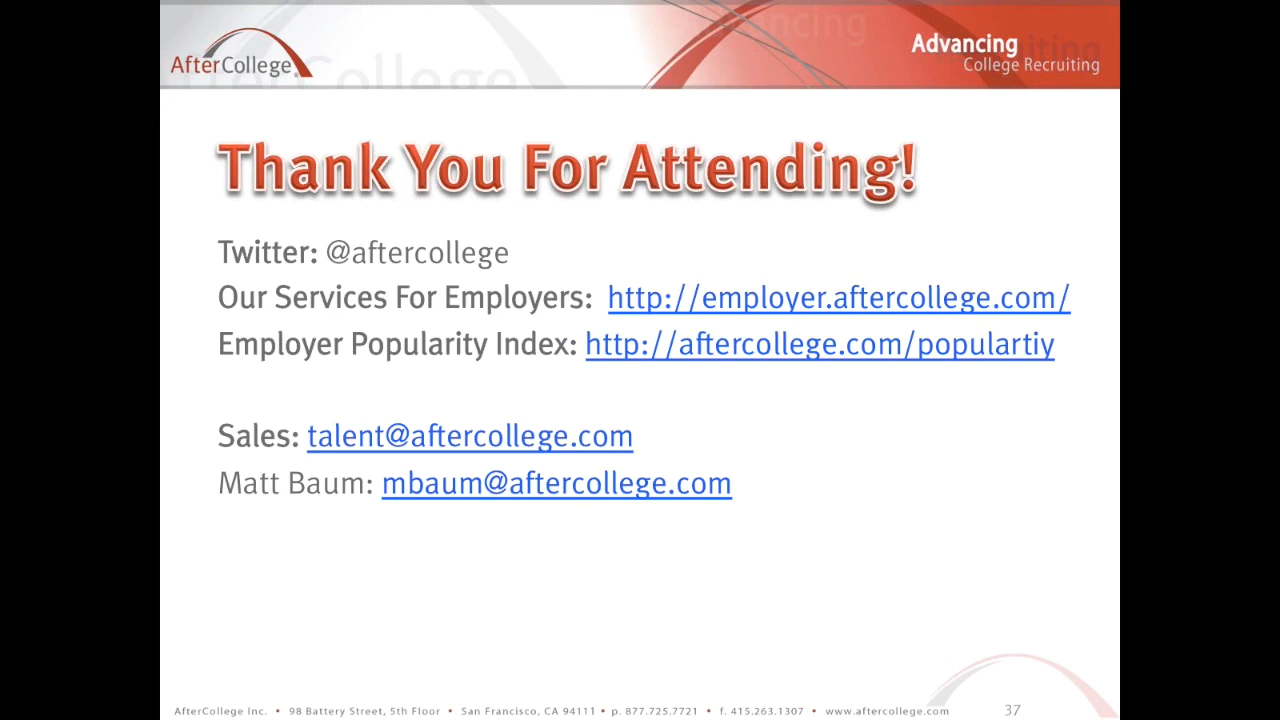 AfterCollege.
Advancing
College Recruiting
Thank You For Attending!
Twitter: @aftercollege
Our Services For Employers: http://employer.aftercollege.com/
Employer Popularity Index: http://aftercollege.com/populartiy
Sales: talent@aftercollege.com
Matt Baum: mbaum@aftercollege.com
AfterCollege Inc. • 98 Battery Street, 5th Floor • San Francisco, CA 94111 • p. 877.725.7721 • f. 415.263.1307 • www.aftercollege.com 37